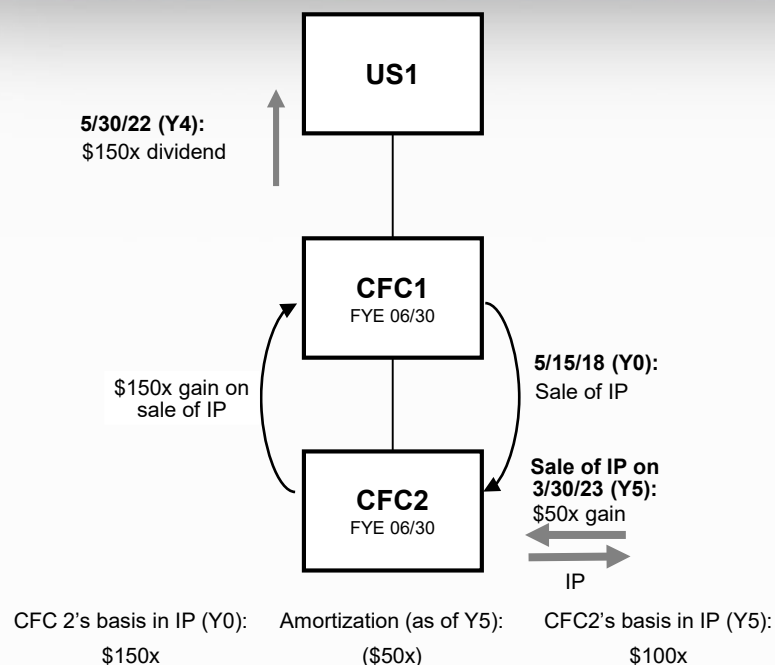 US1
5/30/22 (Y4):
$150x dividend
CFC1
FYE 06/30
$150x gain on
sale of IP
5/15/18 (Y0):
Sale of IP
CFC2
FYE 06/30
Sale of IP on
3/30/23 (Y5):
$50x gain
IP
CFC 2's basis in IP (Y0):
$150x
Amortization (as of Y5):
($50x)
CFC2's basis in IP (Y5):
$100x